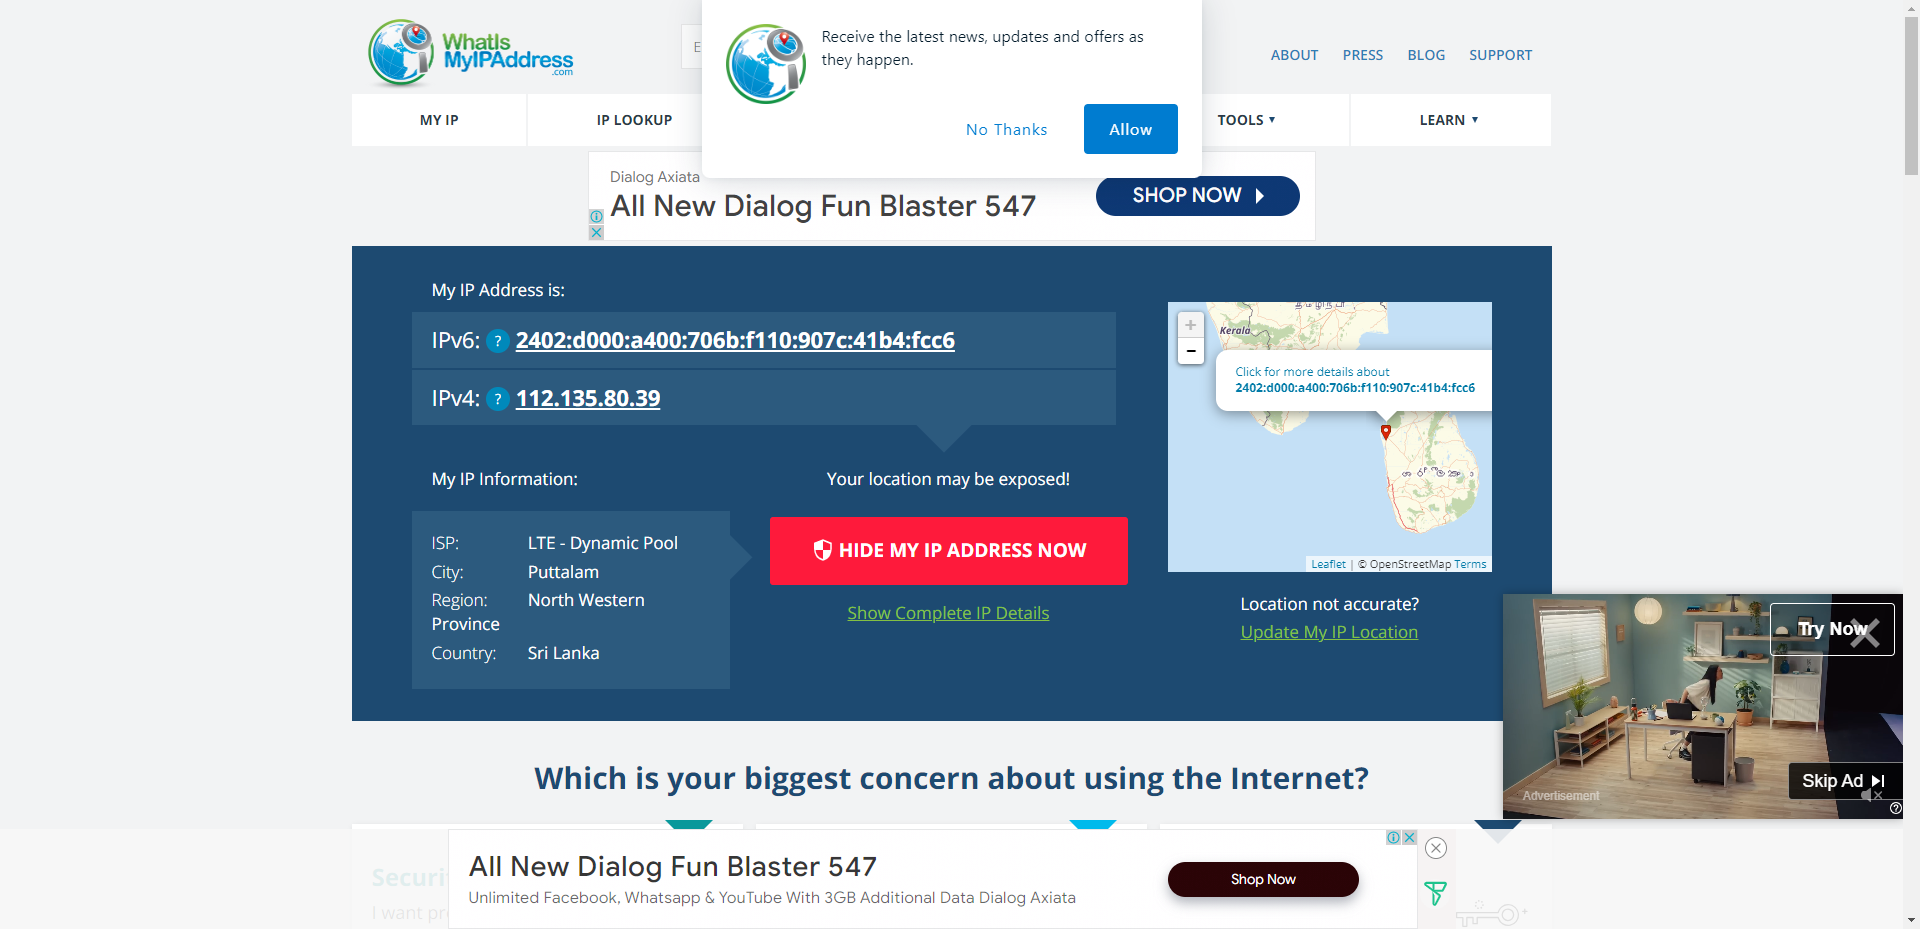 WhatIs
MyIPAddress
.com
E
Receive the latest news, updates and offers as
they happen.
No Thanks
Allow
ABOUT
PRESS
BLOG
SUPPORT
MY IP
IP LOOKUP
TOOLS ▾
LEARN ▾
Dialog Axiata
All New Dialog Fun Blaster 547
SHOP NOW
My IP Address is:
IPv6: ? 2402:d000:a400:706b:f110:907c:41b4:fcc6
IPv4: ? 112.135.80.39
My IP Information:
ISP: LTE - Dynamic Pool
City: Puttalam
Region: North Western
Province
Country: Sri Lanka
Your location may be exposed!
HIDE MY IP ADDRESS NOW
Show Complete IP Details
+
−
Kerala
Click for more details about
2402:d000:a400:706b:f110:907c:41b4:fcc6
Leaflet | © OpenStreetMap Terms
Location not accurate?
Update My IP Location
Try Now
Skip Ad
Advertisement
Which is your biggest concern about using the Internet?
Securi
I want pr
All New Dialog Fun Blaster 547
Unlimited Facebook, Whatsapp & YouTube With 3GB Additional Data Dialog Axiata
Shop Now